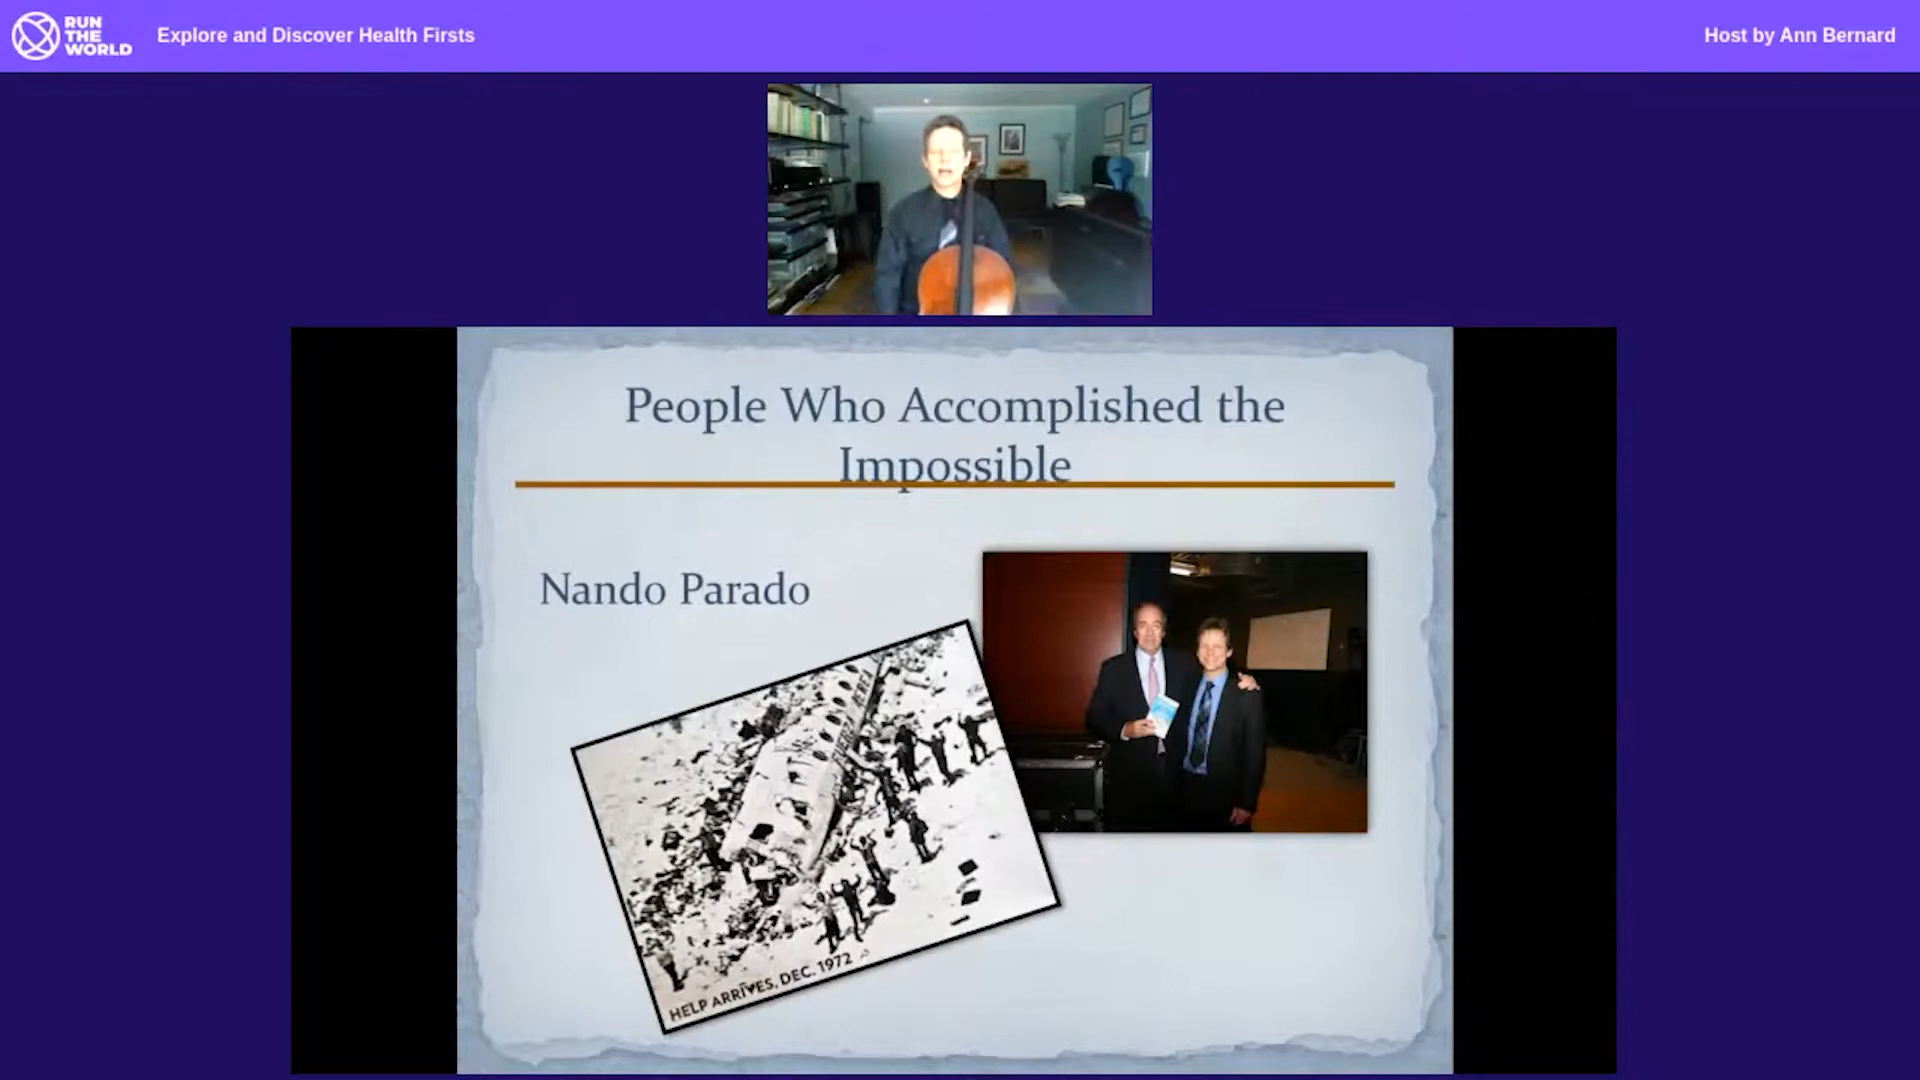 RUN
THE
WORLD
Explore and Discover Health Firsts
Host by Ann Bernard
People Who Accomplished the
Impossible
Nando Parado
HELP ARRIVES, DEC. 1972